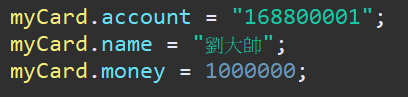 myCard.account = "168800001";
myCard.name = "劉大帥";
myCard.money = 1000000;